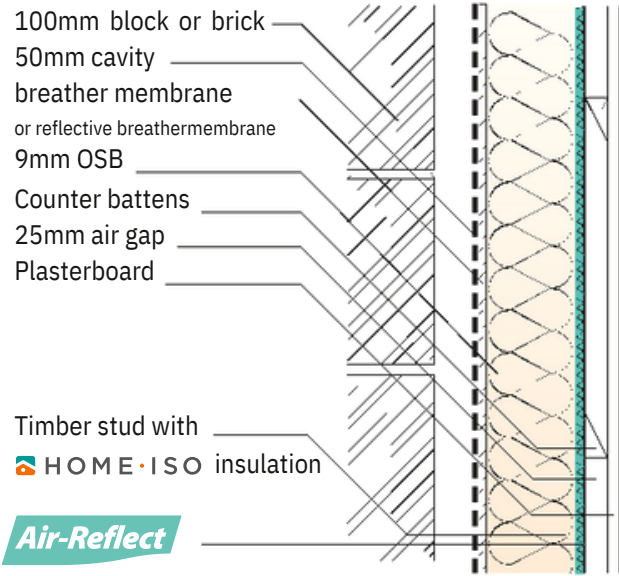 100mm block or brick
50mm cavity
breather membrane
or reflective breathermembrane
9mm OSB
Counter battens
25mm air gap
Plasterboard
Timber stud with
HOME·ISO insulation
Air-Reflect